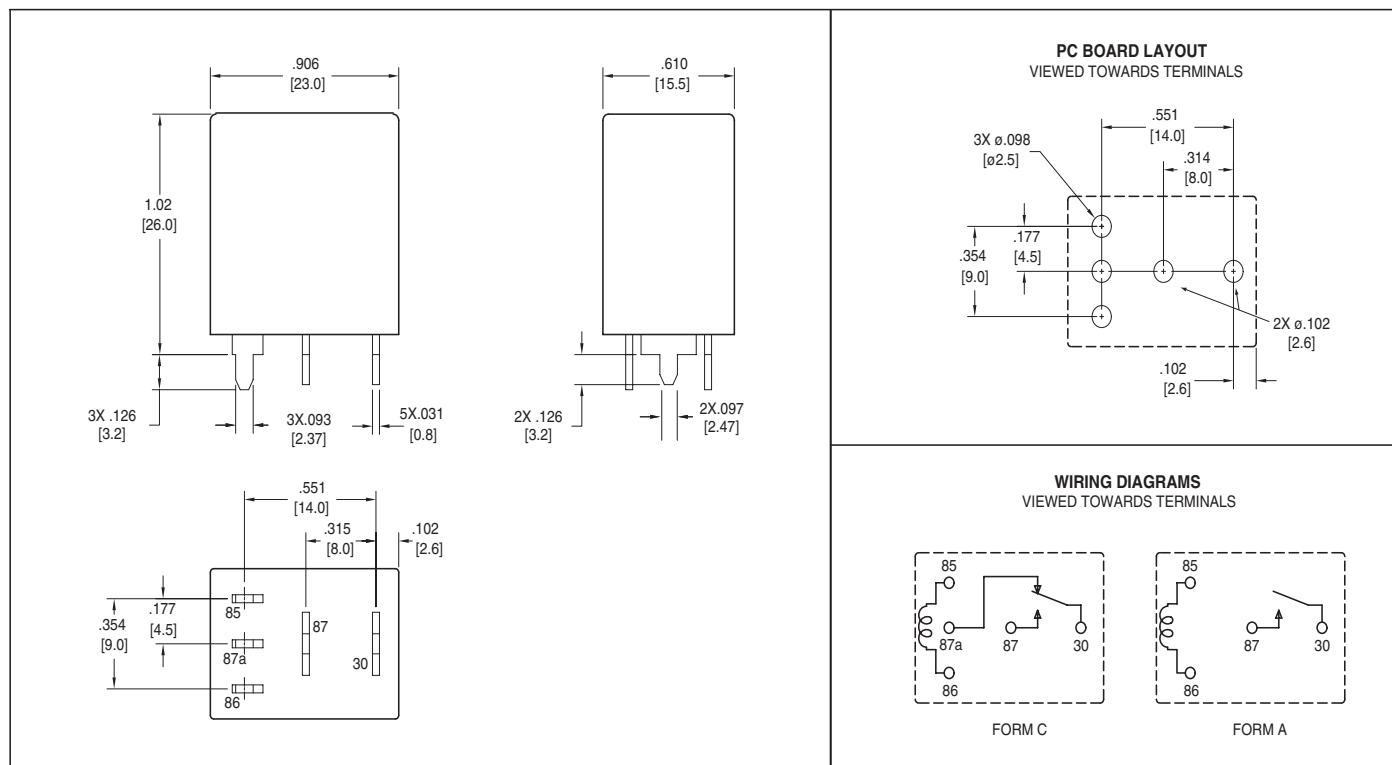 .906
[23.0]
1.02
[26.0]
3X .126
[3.2]
3X.093
[2.37]
5X.031
[0.8]
.610
[15.5]
2X .126
[3.2]
2X.097
[2.47]
.551
[14.0]
.315
[8.0]
.102
[2.6]
.354
[9.0]
.177
[4.5]
85
87
87a
30
86
PC BOARD LAYOUT
VIEWED TOWARDS TERMINALS
.551
[14.0]
3X ø.098
[ø2.5]
.314
[8.0]
.177
[4.5]
.354
[9.0]
2X ø.102
[2.6]
.102
[2.6]
WIRING DIAGRAMS
VIEWED TOWARDS TERMINALS
85
87a
87
30
86
FORM C
85
87
30
86
FORM A